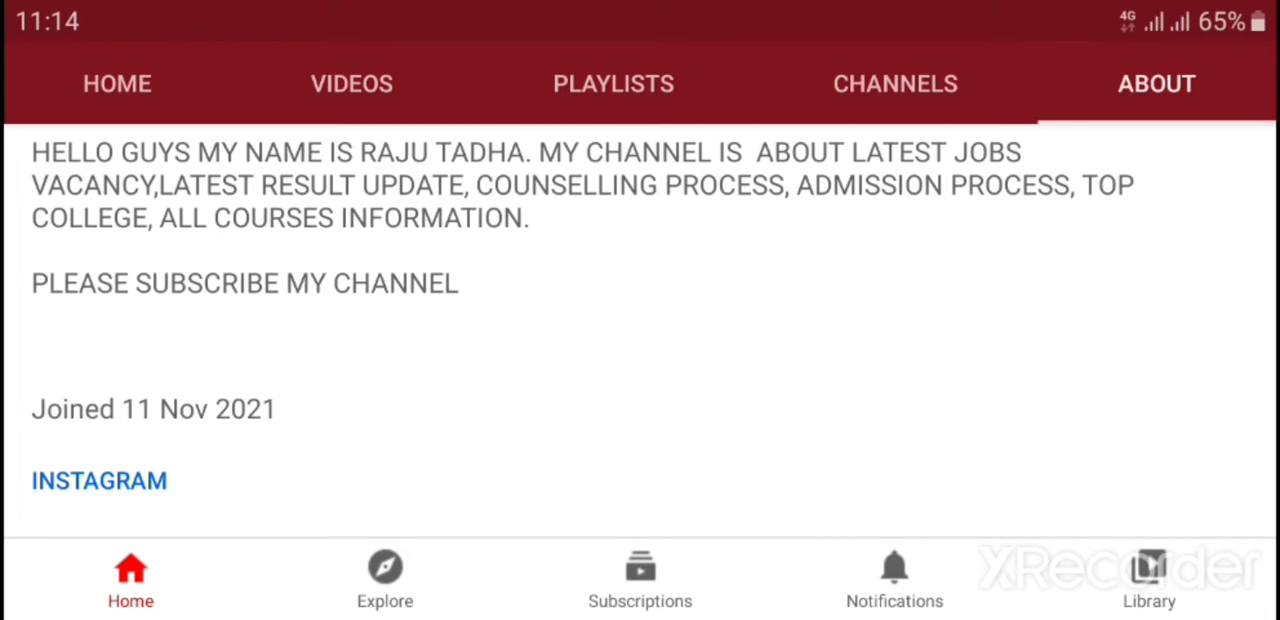 11:14 4G 65%
HOME VIDEOS PLAYLISTS CHANNELS ABOUT
HELLO GUYS MY NAME IS RAJU TADHA. MY CHANNEL IS  ABOUT LATEST JOBS
VACANCY,LATEST RESULT UPDATE, COUNSELLING PROCESS, ADMISSION PROCESS, TOP
COLLEGE, ALL COURSES INFORMATION.
PLEASE SUBSCRIBE MY CHANNEL
Joined 11 Nov 2021
INSTAGRAM
XRecorder
Home Explore Subscriptions Notifications Library